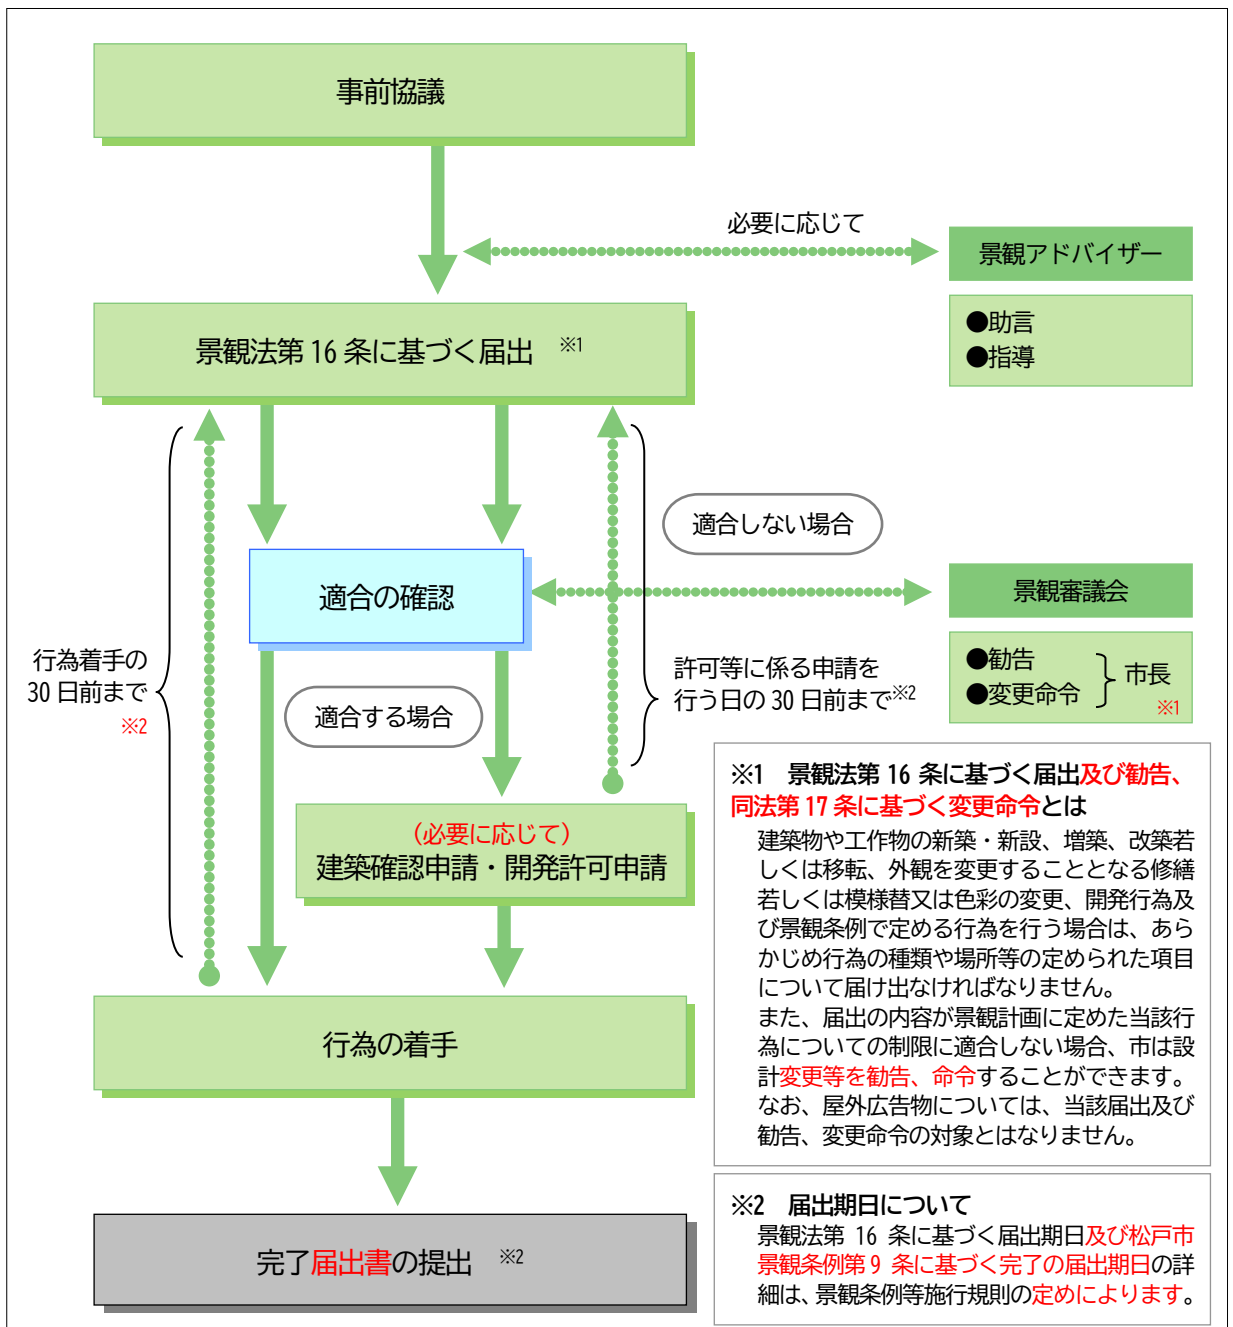 事前協議
必要に応じて
景観アドバイザー
●助言
●指導
景観法第 16 条に基づく届出 ※1
適合しない場合
適合の確認
景観審議会
●勧告
●変更命令
市長
※1
行為着手の
30 日前まで
※2
適合する場合
許可等に係る申請を
行う日の 30 日前まで※2
（必要に応じて）
建築確認申請・開発許可申請
行為の着手
完了届出書の提出 ※2
※1 景観法第 16 条に基づく届出及び勧告、
同法第 17 条に基づく変更命令とは
建築物や工作物の新築・新設、増築、改築若
しくは移転、外観を変更することとなる修繕
若しくは模様替又は色彩の変更、開発行為及
び景観条例で定める行為を行う場合は、あら
かじめ行為の種類や場所等の定められた項目
について届け出なければなりません。
また、届出の内容が景観計画に定めた当該行
為についての制限に適合しない場合、市は設
計変更等を勧告、命令することができます。
なお、屋外広告物については、当該届出及び
勧告、変更命令の対象とはなりません。
※2 届出期日について
景観法第 16 条に基づく届出期日及び松戸市
景観条例第 9 条に基づく完了の届出期日の詳
細は、景観条例等施行規則の定めによります。